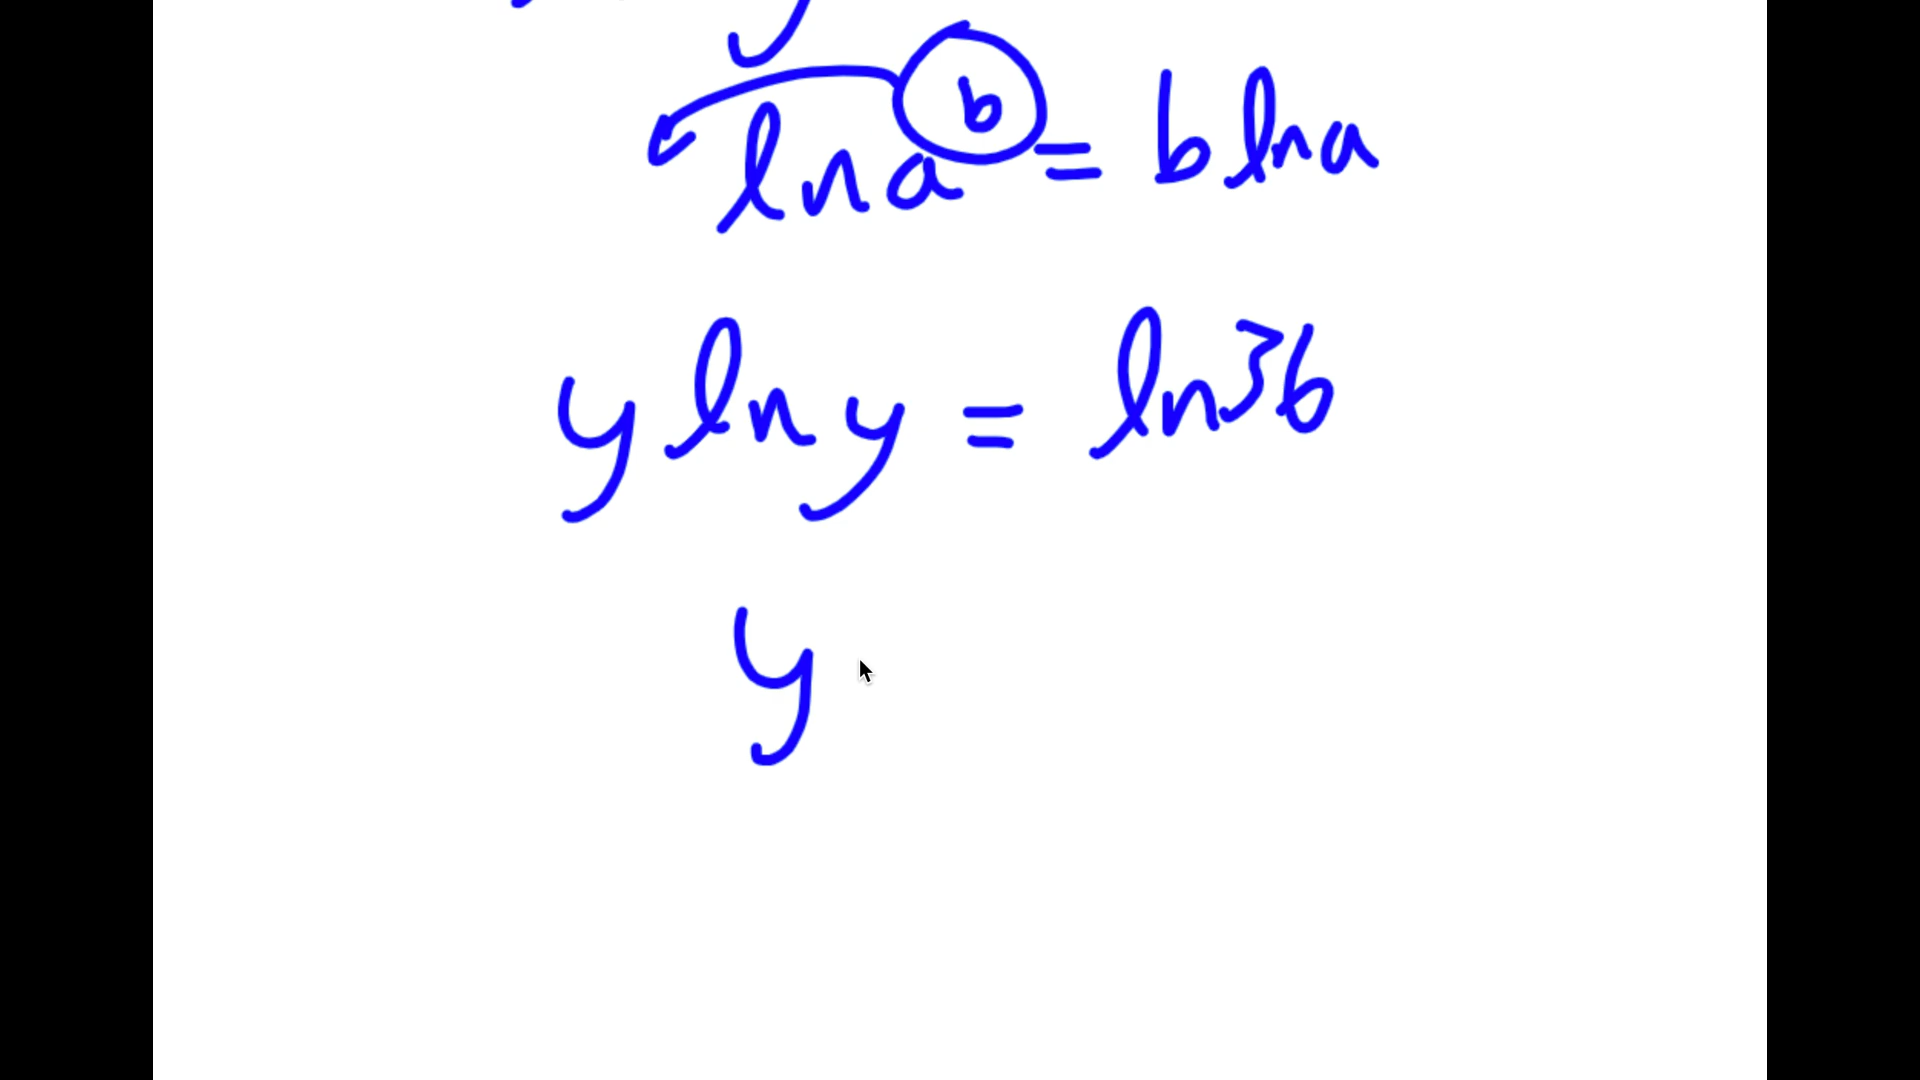 ln a^b = b ln a
y ln y = ln 36
y